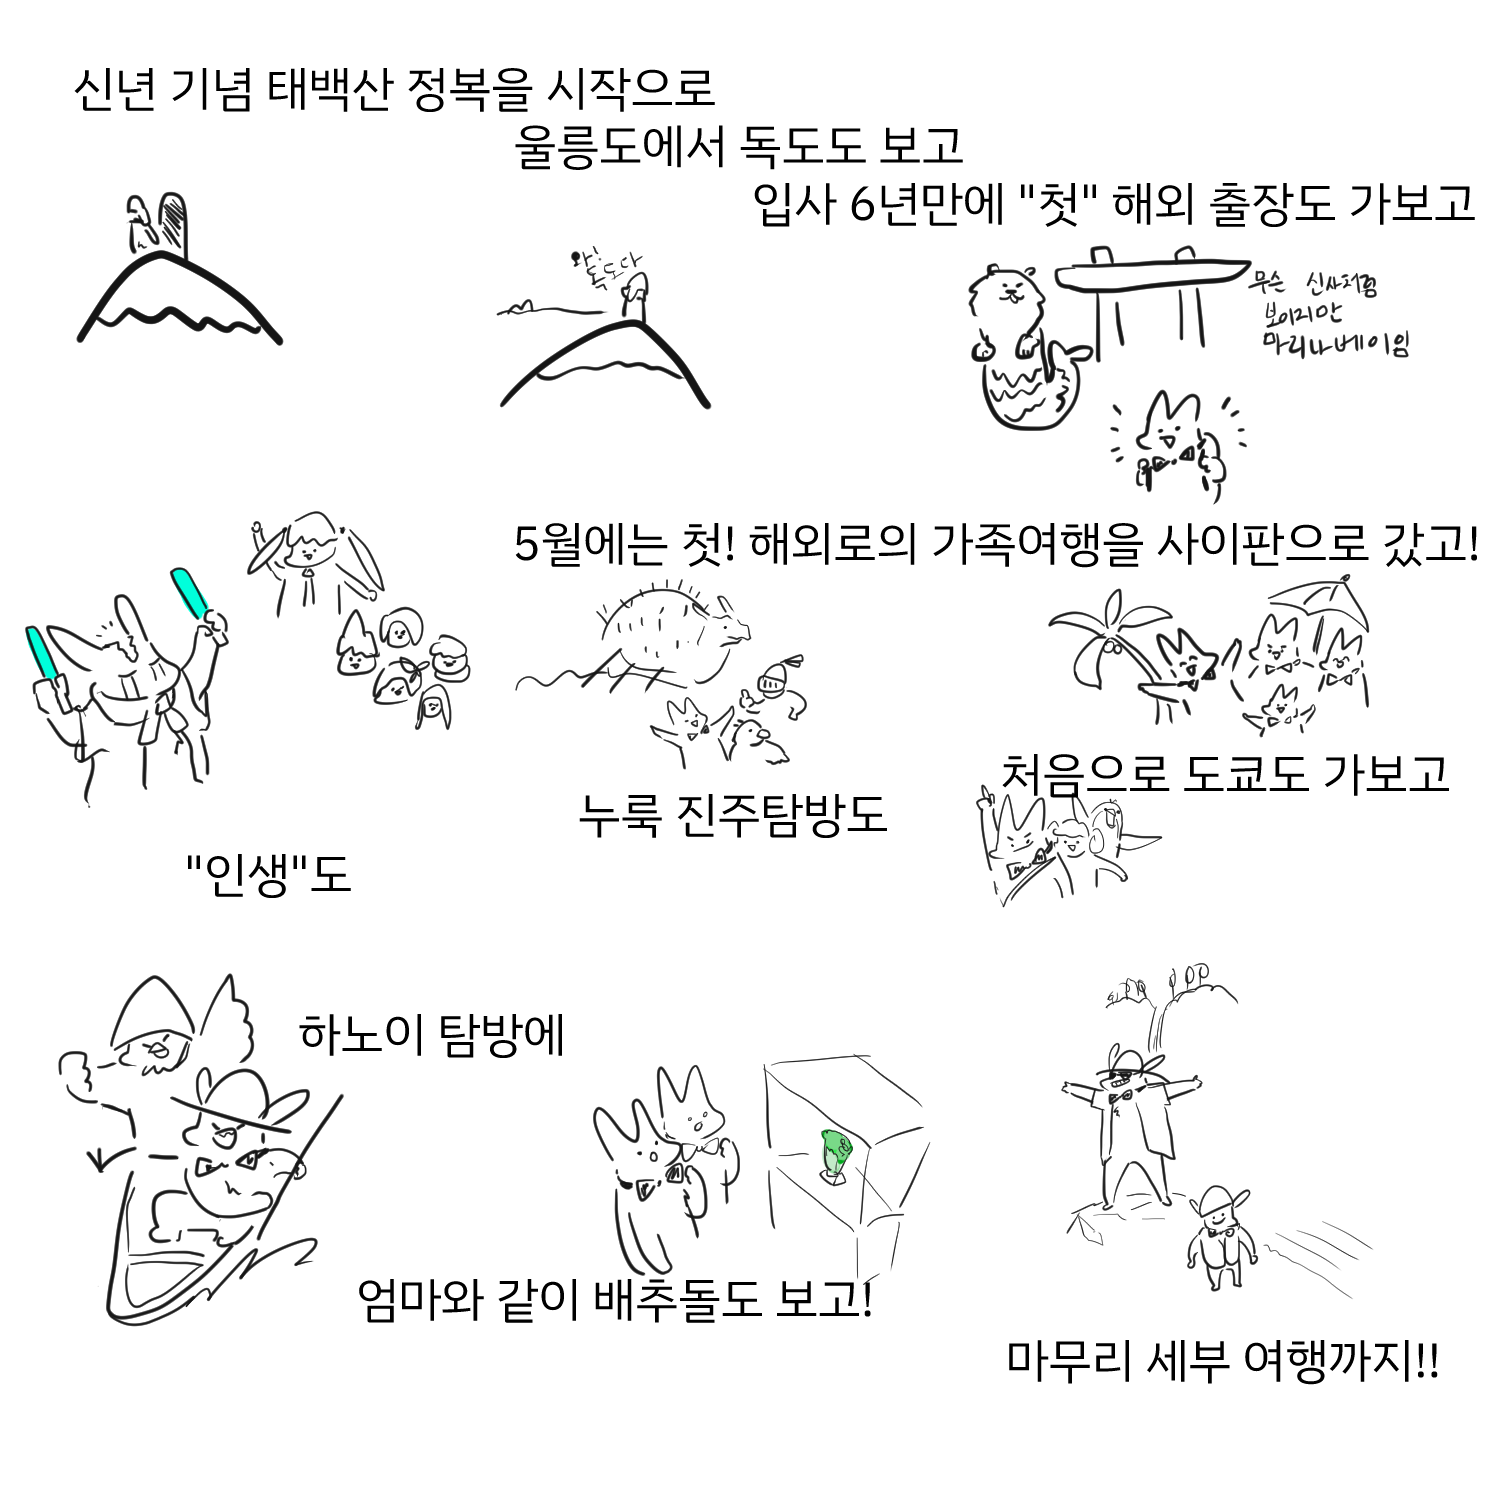 신년 기념 태백산 정복을 시작으로
울릉도에서 독도도 보고
입사 6년만에 "첫" 해외 출장도 가보고
와!
독도다
무슨 신사처럼
보이지만
마리나베이임
5월에는 첫! 해외로의 가족여행을 사이판으로 갔고!
처음으로 도쿄도 가보고
누룩 진주탐방도
"인생"도
하노이 탐방에
엄마와 같이 배추돌도 보고!
마무리 세부 여행까지!!